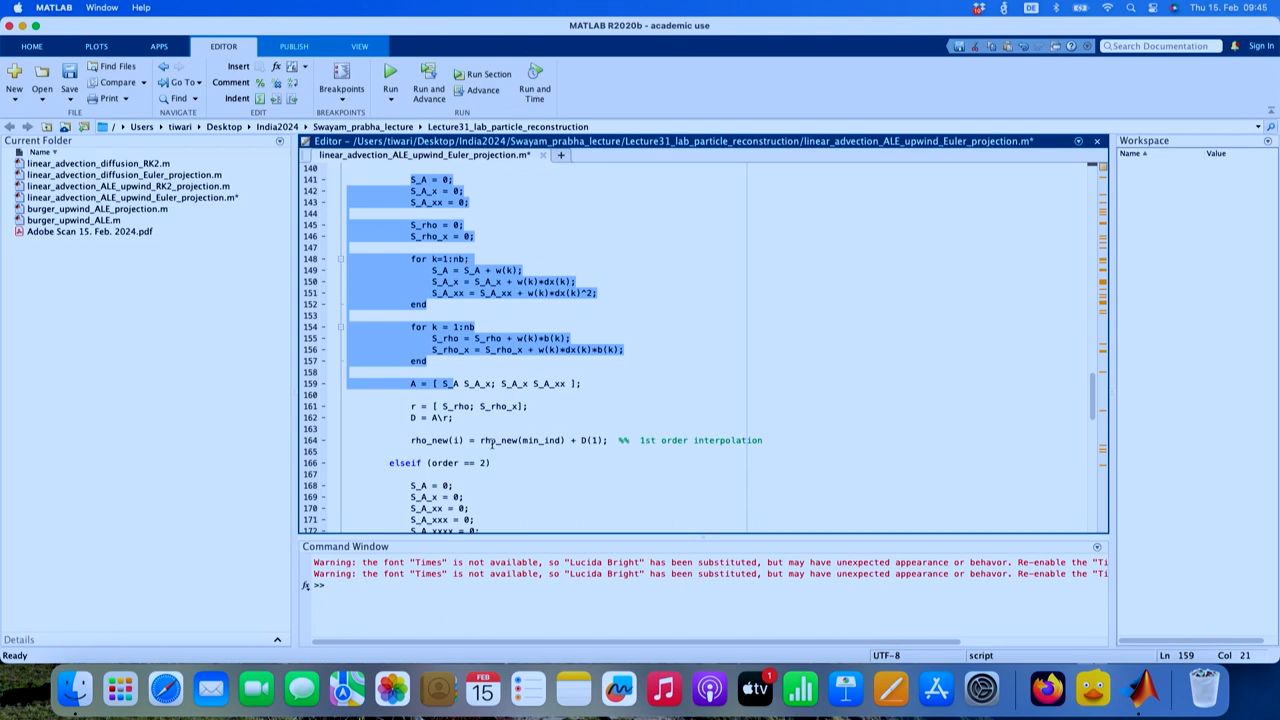 MATLAB Window Help
DE Thu 15. Feb 09:45
MATLAB R2020b - academic use
HOME PLOTS APPS EDITOR PUBLISH VIEW
Search Documentation Sign In
New Open Save
Find Files
Compare
Print
Go To
Find
Insert
Comment
Indent
Breakpoints
Run
Run and Advance
Run Section
Advance
Run and Time
FILE NAVIGATE EDIT BREAKPOINTS RUN
/ Users tiwari Desktop India2024 Swayam_prabha_lecture Lecture31_lab_particle_reconstruction
Current Folder
Name
linear_advection_diffusion_RK2.m
linear_advection_diffusion_Euler_projection.m
linear_advection_ALE_upwind_RK2_projection.m
linear_advection_ALE_upwind_Euler_projection.m*
burger_upwind_ALE_projection.m
burger_upwind_ALE.m
Adobe Scan 15. Feb. 2024.pdf
Details
Editor - /Users/tiwari/Desktop/India2024/Swayam_prabha_lecture/Lecture31_lab_particle_reconstruction/linear_advection_ALE_upwind_Euler_projection.m*
linear_advection_ALE_upwind_Euler_projection.m*
140
141 - S_A = 0;
142 - S_A_x = 0;
143 - S_A_xx = 0;
144
145 - S_rho = 0;
146 - S_rho_x = 0;
147
148 - for k=1:nb;
149 - S_A = S_A + w(k);
150 - S_A_x = S_A_x + w(k)*dx(k);
151 - S_A_xx = S_A_xx + w(k)*dx(k)^2;
152 - end
153
154 - for k = 1:nb
155 - S_rho = S_rho + w(k)*b(k);
156 - S_rho_x = S_rho_x + w(k)*dx(k)*b(k);
157 - end
158
159 - A = [ S_A S_A_x; S_A_x S_A_xx ];
160
161 - r = [ S_rho; S_rho_x];
162 - D = A\r;
163
164 - rho_new(i) = rho_new(min_ind) + D(1); %% 1st order interpolation
165
166 - elseif (order == 2)
167
168 - S_A = 0;
169 - S_A_x = 0;
170 - S_A_xx = 0;
171 - S_A_xxx = 0;
172 - S_A_xxxx = 0;
Command Window
Warning: the font "Times" is not available, so "Lucida Bright" has been substituted, but may have unexpected appearance or behavor. Re-enable the "Ti
Warning: the font "Times" is not available, so "Lucida Bright" has been substituted, but may have unexpected appearance or behavor. Re-enable the "Ti
fx >>
Workspace
Name Value
Ready
UTF-8 script Ln 159 Col 21
FEB
15
tv
1